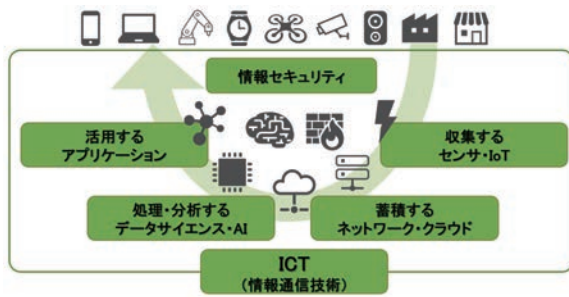 情報セキュリティ
活用する
アプリケーション
収集する
センサ・IoT
処理・分析する
データサイエンス・AI
蓄積する
ネットワーク・クラウド
ICT
(情報通信技術)